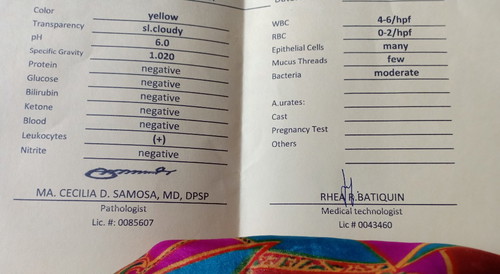 Color yellow
Transparency sl.cloudy
pH 6.0
Specific Gravity 1.020
Protein negative
Glucose negative
Bilirubin negative
Ketone negative
Blood negative
Leukocytes (+)
Nitrite negative
MA. CECILIA D. SAMOSA, MD, DPSP
Pathologist
Lic. #: 0085607
WBC 4-6/hpf
RBC 0-2/hpf
Epithelial Cells many
Mucus Threads few
Bacteria moderate
A.urates:
Cast
Pregnancy Test
Others
RHEA R.BATIQUIN
Medical technologist
Lic # 0043460